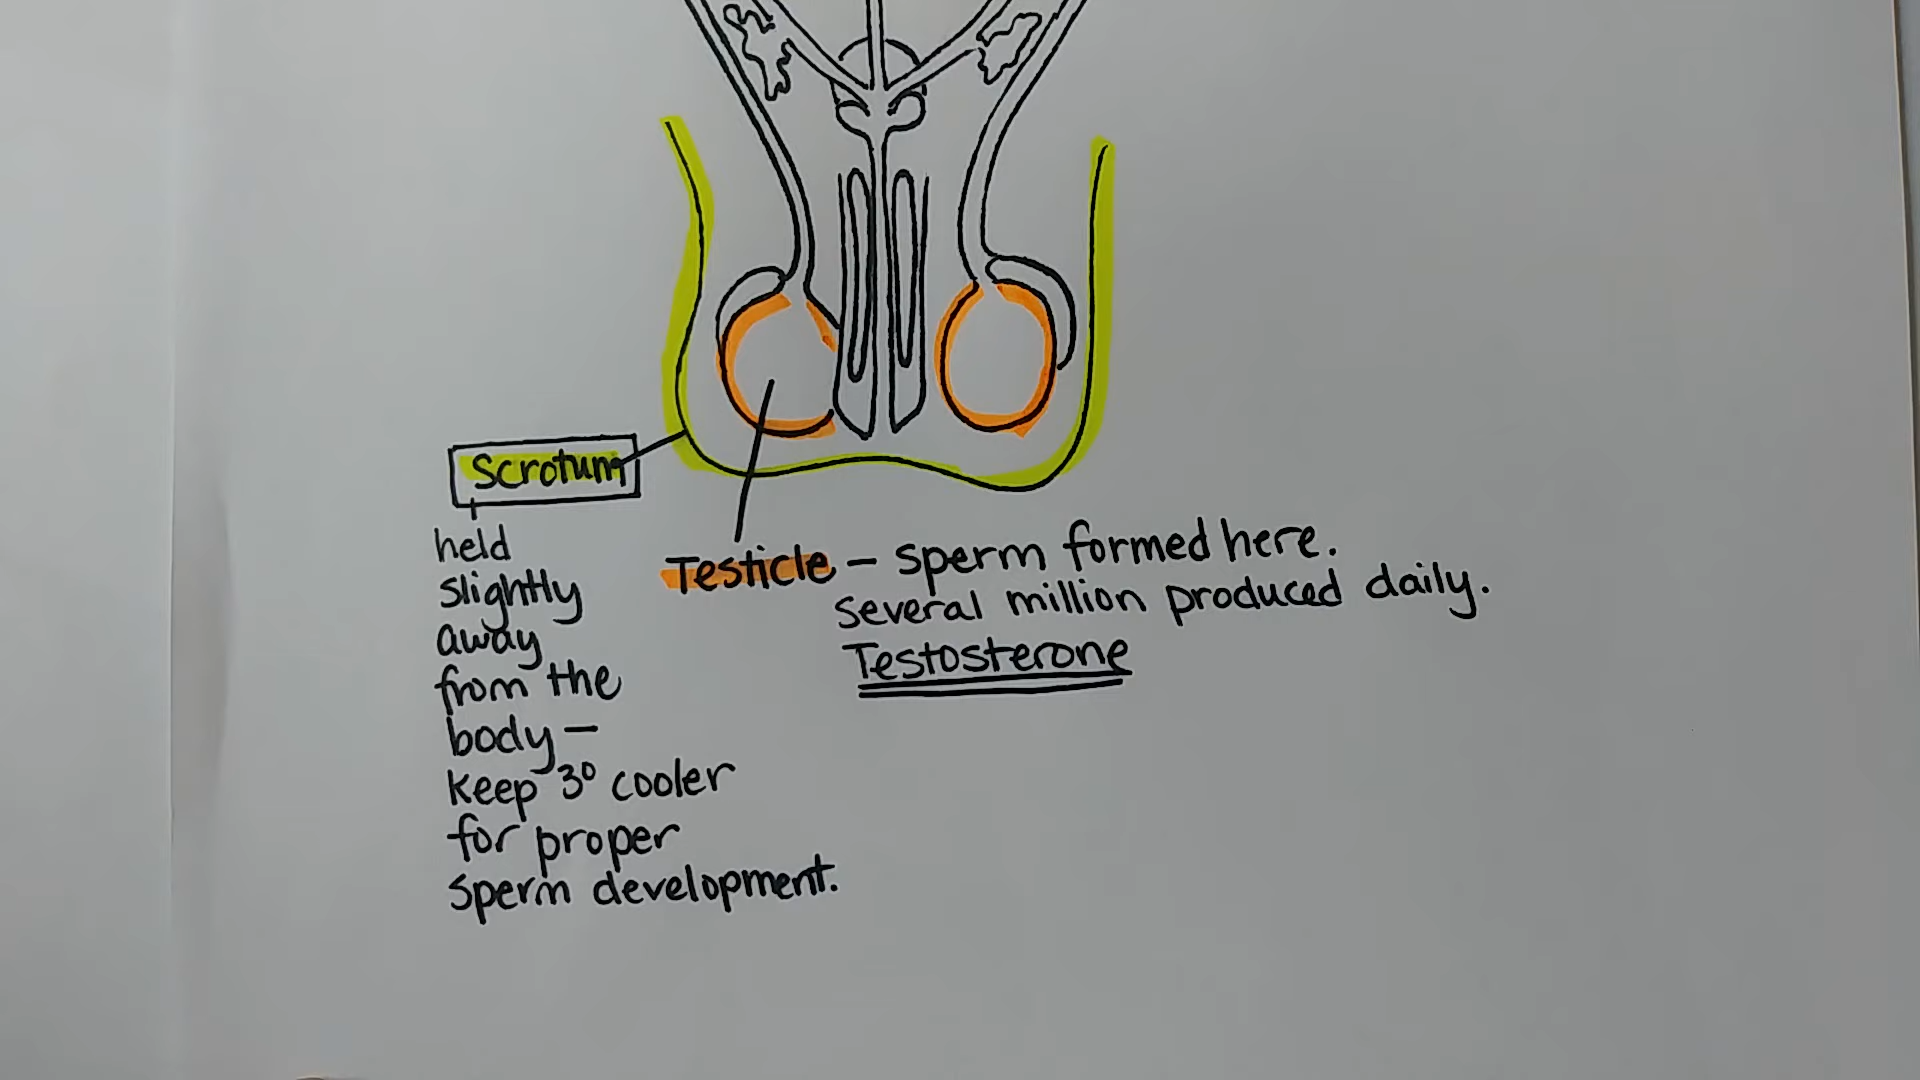 Scrotum
held
slightly
away
from the
body –
keep 3° cooler
for proper
sperm development.
Testicle – sperm formed here.
several million produced daily.
Testosterone